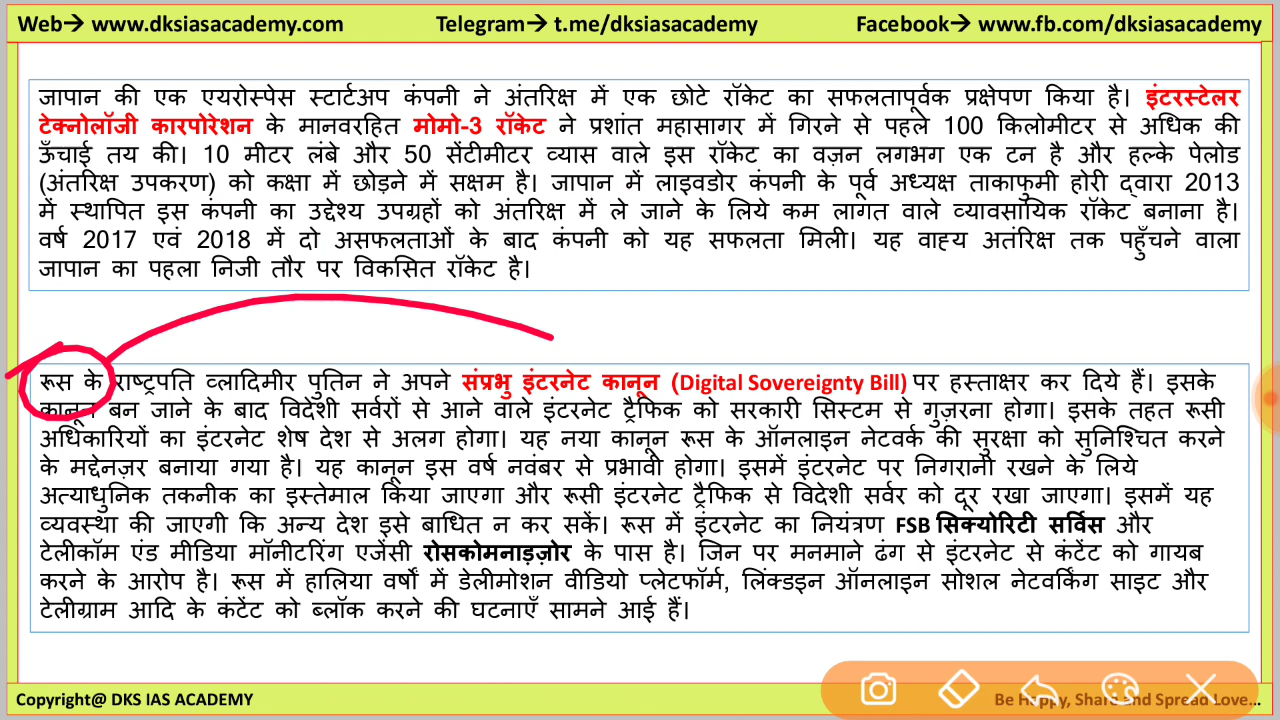 Web→ www.dksiasacademy.com Telegram→ t.me/dksiasacademy Facebook→ www.fb.com/dksiasacademy
जापान की एक एयरोस्पेस स्टार्टअप कंपनी ने अंतरिक्ष में एक छोटे रॉकेट का सफलतापूर्वक प्रक्षेपण किया है। इंटरस्टेलर
टेक्नोलॉजी कारपोरेशन के मानवरहित मोमो-3 रॉकेट ने प्रशांत महासागर में गिरने से पहले 100 किलोमीटर से अधिक की
ऊँचाई तय की। 10 मीटर लंबे और 50 सेंटीमीटर व्यास वाले इस रॉकेट का वज़न लगभग एक टन है और हल्के पेलोड
(अंतरिक्ष उपकरण) को कक्षा में छोड़ने में सक्षम है। जापान में लाइवडोर कंपनी के पूर्व अध्यक्ष ताकाफुमी होरी द्वारा 2013
में स्थापित इस कंपनी का उद्देश्य उपग्रहों को अंतरिक्ष में ले जाने के लिये कम लागत वाले व्यावसायिक रॉकेट बनाना है।
वर्ष 2017 एवं 2018 में दो असफलताओं के बाद कंपनी को यह सफलता मिली। यह वाह्य अतंरिक्ष तक पहुँचने वाला
जापान का पहला निजी तौर पर विकसित रॉकेट है।
रूस के राष्ट्रपति व्लादिमीर पुतिन ने अपने संप्रभु इंटरनेट कानून (Digital Sovereignty Bill) पर हस्ताक्षर कर दिये हैं। इसके
कानून बन जाने के बाद विदेशी सर्वरों से आने वाले इंटरनेट ट्रैफिक को सरकारी सिस्टम से गुज़रना होगा। इसके तहत रूसी
अधिकारियों का इंटरनेट शेष देश से अलग होगा। यह नया कानून रूस के ऑनलाइन नेटवर्क की सुरक्षा को सुनिश्चित करने
के मद्देनज़र बनाया गया है। यह कानून इस वर्ष नवंबर से प्रभावी होगा। इसमें इंटरनेट पर निगरानी रखने के लिये
अत्याधुनिक तकनीक का इस्तेमाल किया जाएगा और रूसी इंटरनेट ट्रैफिक से विदेशी सर्वर को दूर रखा जाएगा। इसमें यह
व्यवस्था की जाएगी कि अन्य देश इसे बाधित न कर सकें। रूस में इंटरनेट का नियंत्रण FSB सिक्योरिटी सर्विस और
टेलीकॉम एंड मीडिया मॉनीटरिंग एजेंसी रोसकोमनाड़ज़ोर के पास है। जिन पर मनमाने ढंग से इंटरनेट से कंटेंट को गायब
करने के आरोप है। रूस में हालिया वर्षों में डेलीमोशन वीडियो प्लेटफॉर्म, लिंक्डइन ऑनलाइन सोशल नेटवर्किंग साइट और
टेलीग्राम आदि के कंटेंट को ब्लॉक करने की घटनाएँ सामने आई हैं।
Copyright@ DKS IAS ACADEMY Be Happy, Share and Spread Love...